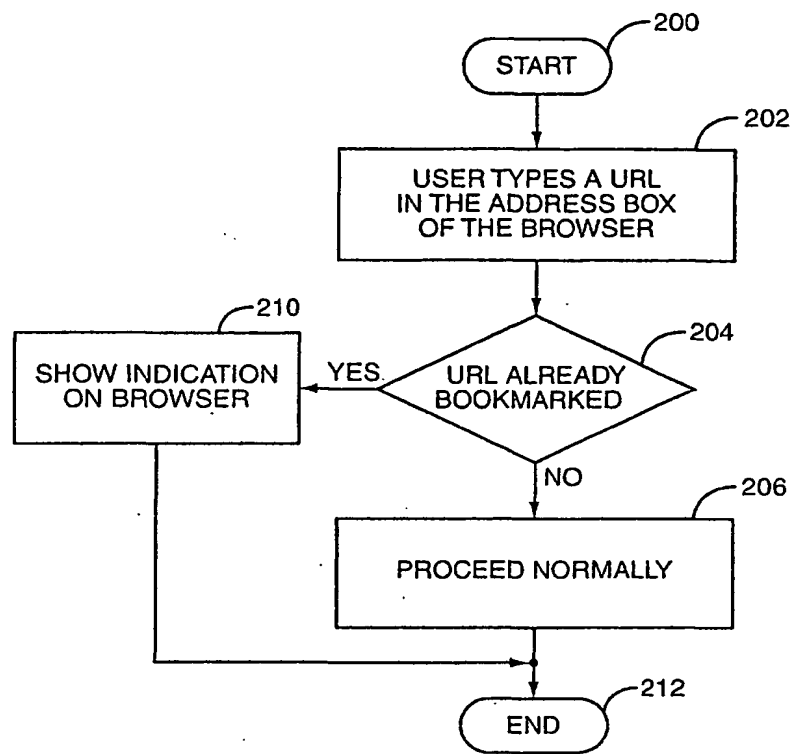 200
START
202
USER TYPES A URL
IN THE ADDRESS BOX
OF THE BROWSER
210
204
SHOW INDICATION
ON BROWSER
YES
URL ALREADY
BOOKMARKED
NO
206
PROCEED NORMALLY
212
END